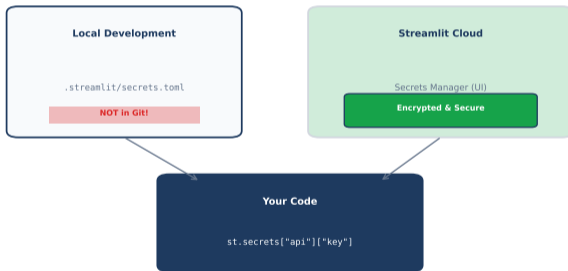 Local Development
.streamlit/secrets.toml
NOT in Git!
Streamlit Cloud
Secrets Manager (UI)
Encrypted & Secure
Your Code
st.secrets["api"]["key"]